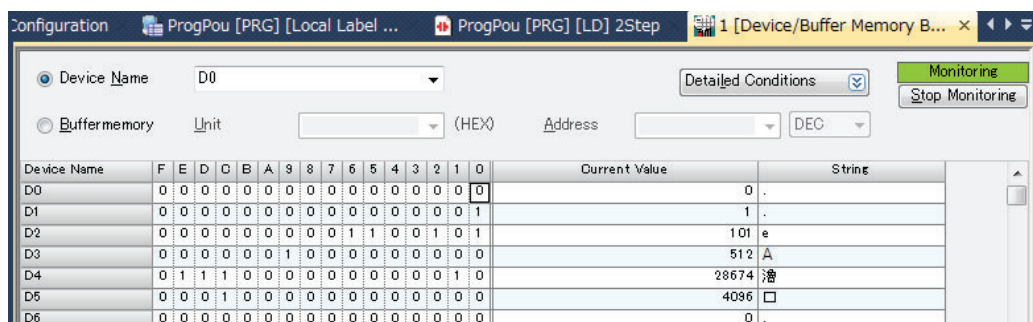 Configuration ProgPou [PRG] [Local Label ... ProgPou [PRG] [LD] 2Step 1 [Device/Buffer Memory B...
Device Name D0 Detailed Conditions Monitoring
Stop Monitoring
Buffermemory Unit (HEX) Address DEC
Device Name F E D C B A 9 8 7 6 5 4 3 2 1 0 Current Value String
D0 0 0 0 0 0 0 0 0 0 0 0 0 0 0 0 0 0 .
D1 0 0 0 0 0 0 0 0 0 0 0 0 0 0 0 1 1 .
D2 0 0 0 0 0 0 0 0 0 1 1 0 0 1 0 1 101 e
D3 0 0 0 0 0 0 1 0 0 0 0 0 0 0 0 0 512 A
D4 0 1 1 1 0 0 0 0 0 0 0 0 0 0 1 0 28674
D5 0 0 0 1 0 0 0 0 0 0 0 0 0 0 0 0 4096 □
D6 0 0 0 0 0 0 0 0 0 0 0 0 0 0 0 0 0 .